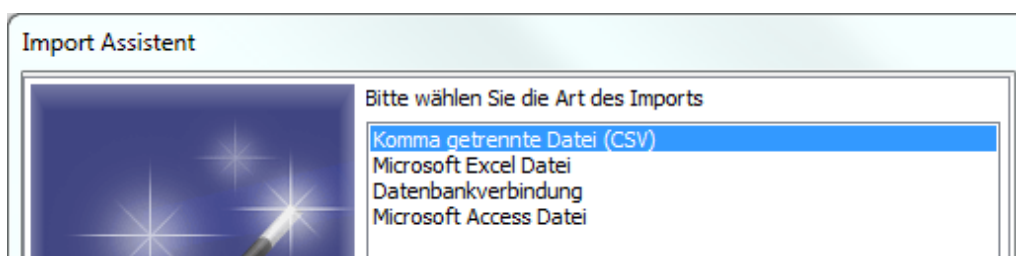 Import Assistent
Bitte wählen Sie die Art des Imports
Komma getrennte Datei (CSV)
Microsoft Excel Datei
Datenbankverbindung
Microsoft Access Datei